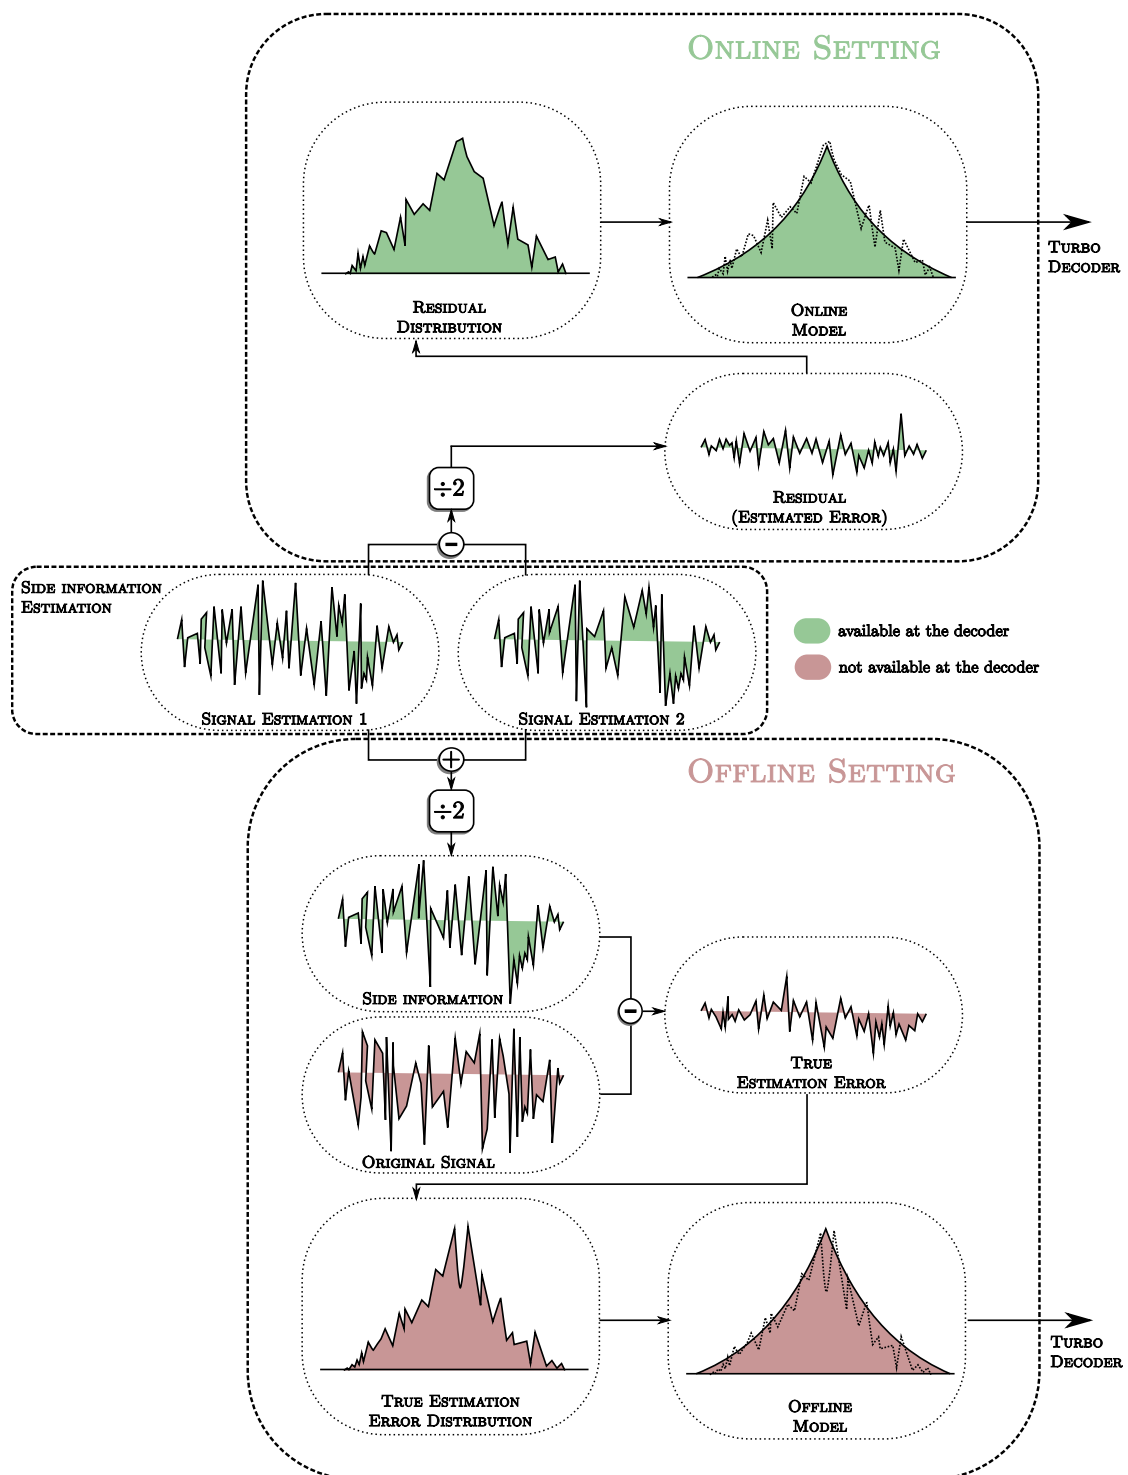 Online Setting
Turbo
Decoder
Residual
Distribution
Online
Model
÷2
Residual
(Estimated Error)
−
Side information
Estimation
available at the decoder
not available at the decoder
Signal Estimation 1
Signal Estimation 2
+
Offline Setting
÷2
Side information
−
True
Estimation Error
Original Signal
Turbo
Decoder
True Estimation
Error Distribution
Offline
Model